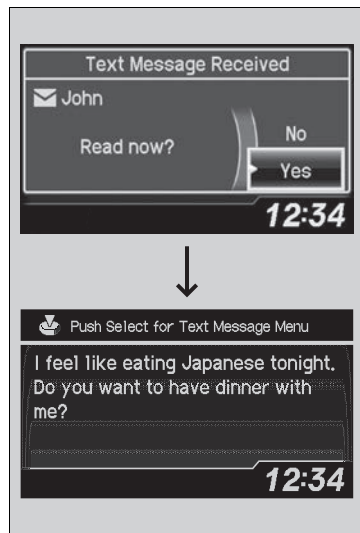 Text Message Received
John
Read now?
No
Yes
12:34
Push Select for Text Message Menu
I feel like eating Japanese tonight.
Do you want to have dinner with
me?
12:34